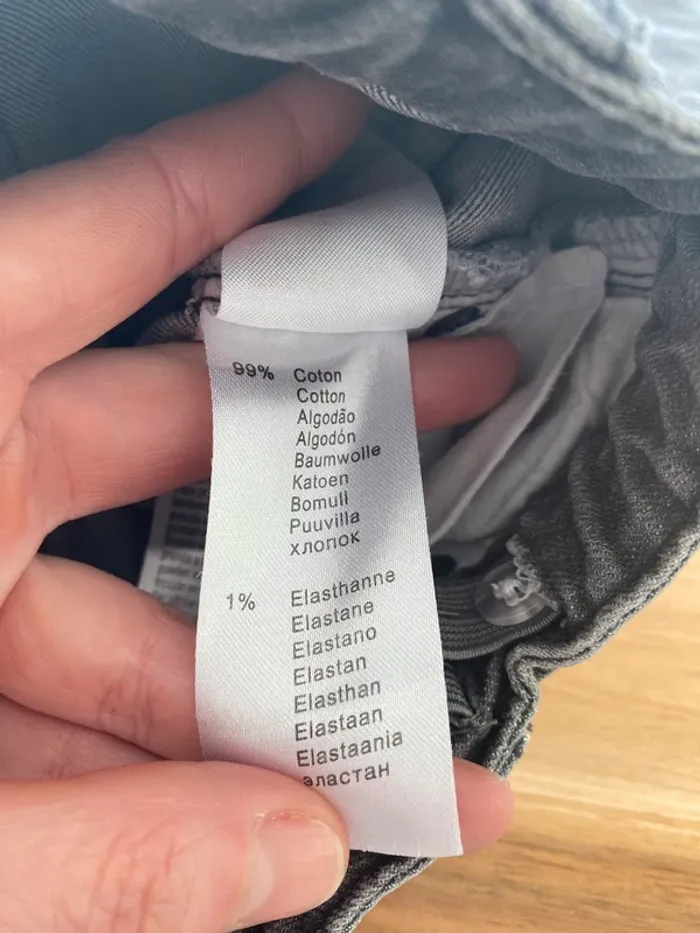 99% Coton
Cotton
Algodão
Algodón
Baumwolle
Katoen
Bomull
Puuvilla
хлопок
1% Elasthanne
Elastane
Elastano
Elastan
Elasthan
Elastaan
Elastaania
эластан